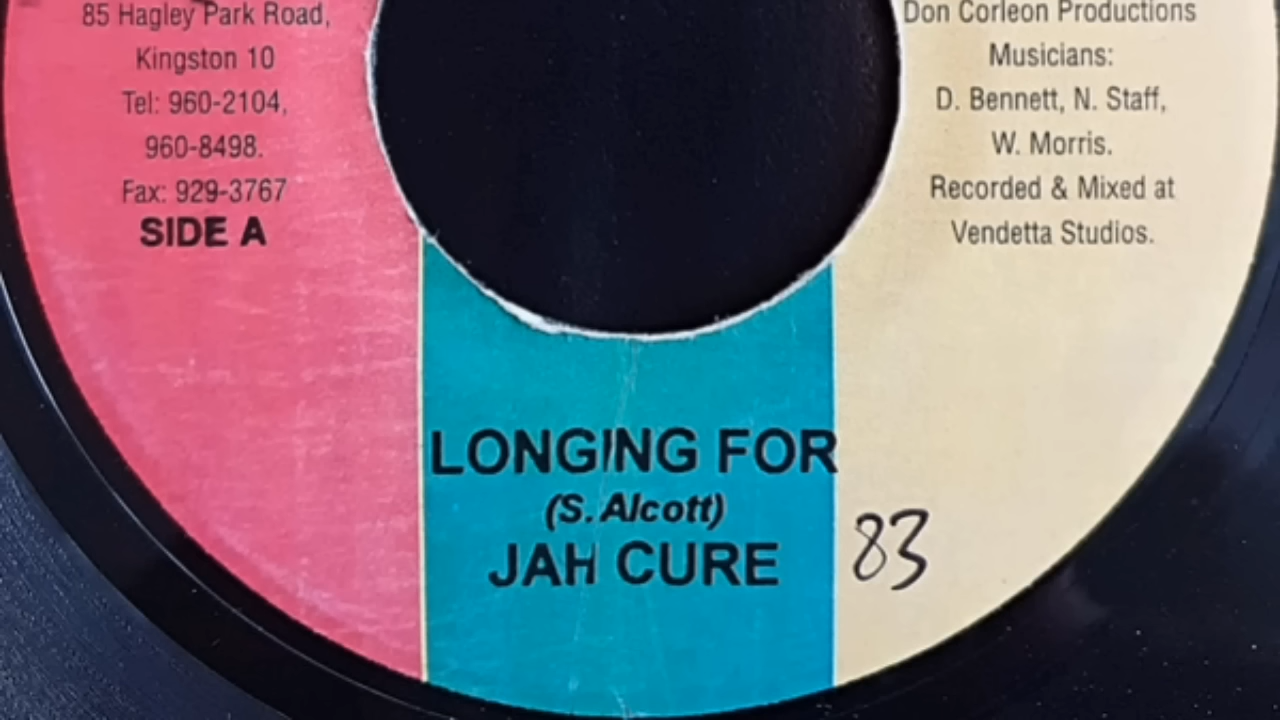 85 Hagley Park Road,
Kingston 10
Tel: 960-2104,
960-8498.
Fax: 929-3767
SIDE A
Don Corleon Productions
Musicians:
D. Bennett, N. Staff,
W. Morris.
Recorded & Mixed at
Vendetta Studios.
LONGING FOR
(S. Alcott)
JAH CURE
83